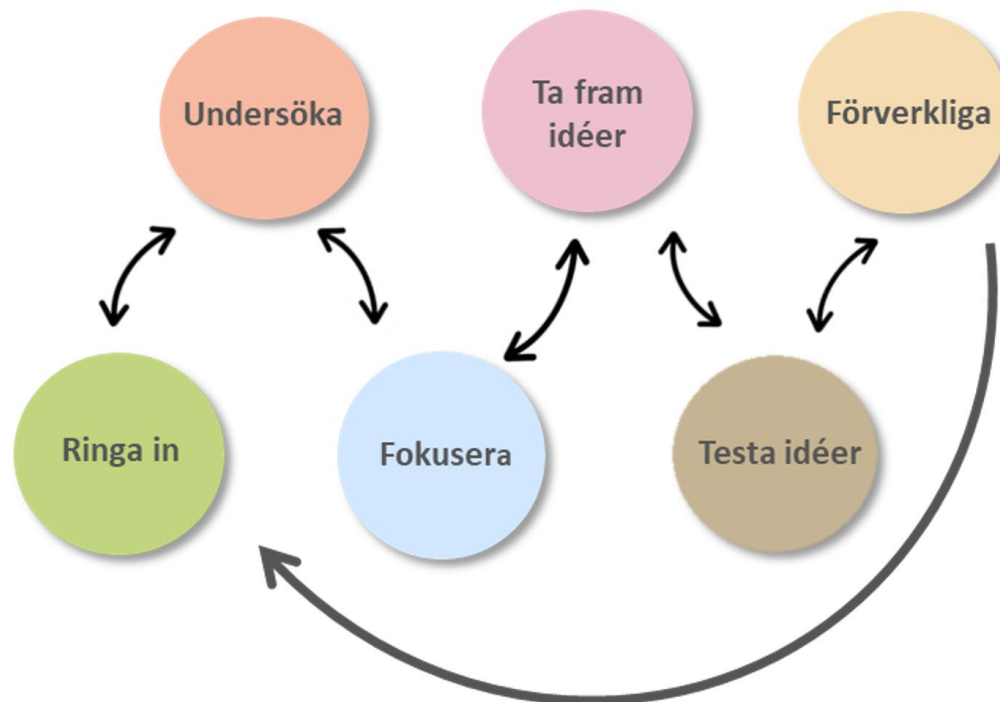 Undersöka
Ta fram
idéer
Förverkliga
Ringa in
Fokusera
Testa idéer